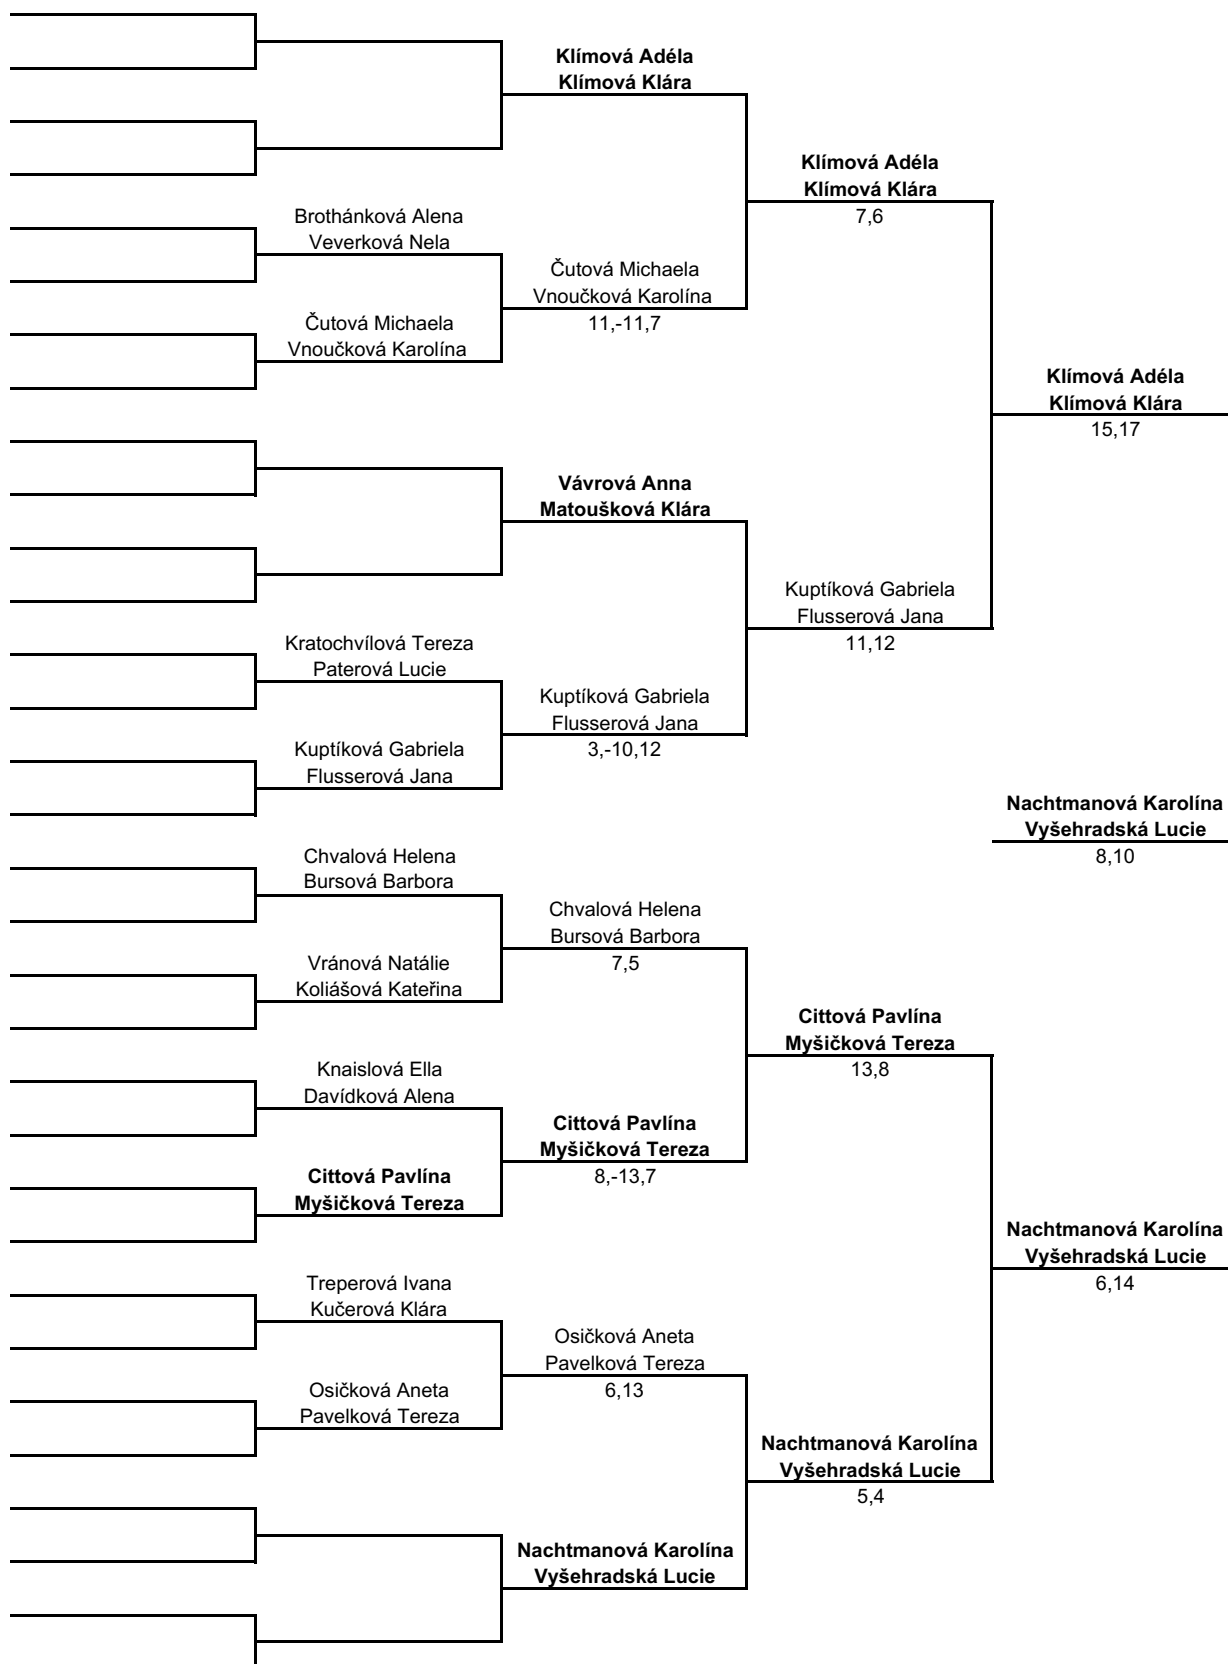 Klímová Adéla
Klímová Klára
Klímová Adéla
Klímová Klára
7,6
Brothánková Alena
Veverková Nela
Čutová Michaela
Vnoučková Karolína
11,-11,7
Čutová Michaela
Vnoučková Karolína
Klímová Adéla
Klímová Klára
15,17
Vávrová Anna
Matoušková Klára
Kuptíková Gabriela
Flusserová Jana
11,12
Kratochvílová Tereza
Paterová Lucie
Kuptíková Gabriela
Flusserová Jana
3,-10,12
Kuptíková Gabriela
Flusserová Jana
Nachtmanová Karolína
Vyšehradská Lucie
8,10
Chvalová Helena
Bursová Barbora
Chvalová Helena
Bursová Barbora
7,5
Vránová Natálie
Koliášová Kateřina
Cittová Pavlína
Myšičková Tereza
13,8
Knaislová Ella
Davídková Alena
Cittová Pavlína
Myšičková Tereza
8,-13,7
Cittová Pavlína
Myšičková Tereza
Nachtmanová Karolína
Vyšehradská Lucie
6,14
Treperová Ivana
Kučerová Klára
Osičková Aneta
Pavelková Tereza
6,13
Osičková Aneta
Pavelková Tereza
Nachtmanová Karolína
Vyšehradská Lucie
5,4
Nachtmanová Karolína
Vyšehradská Lucie